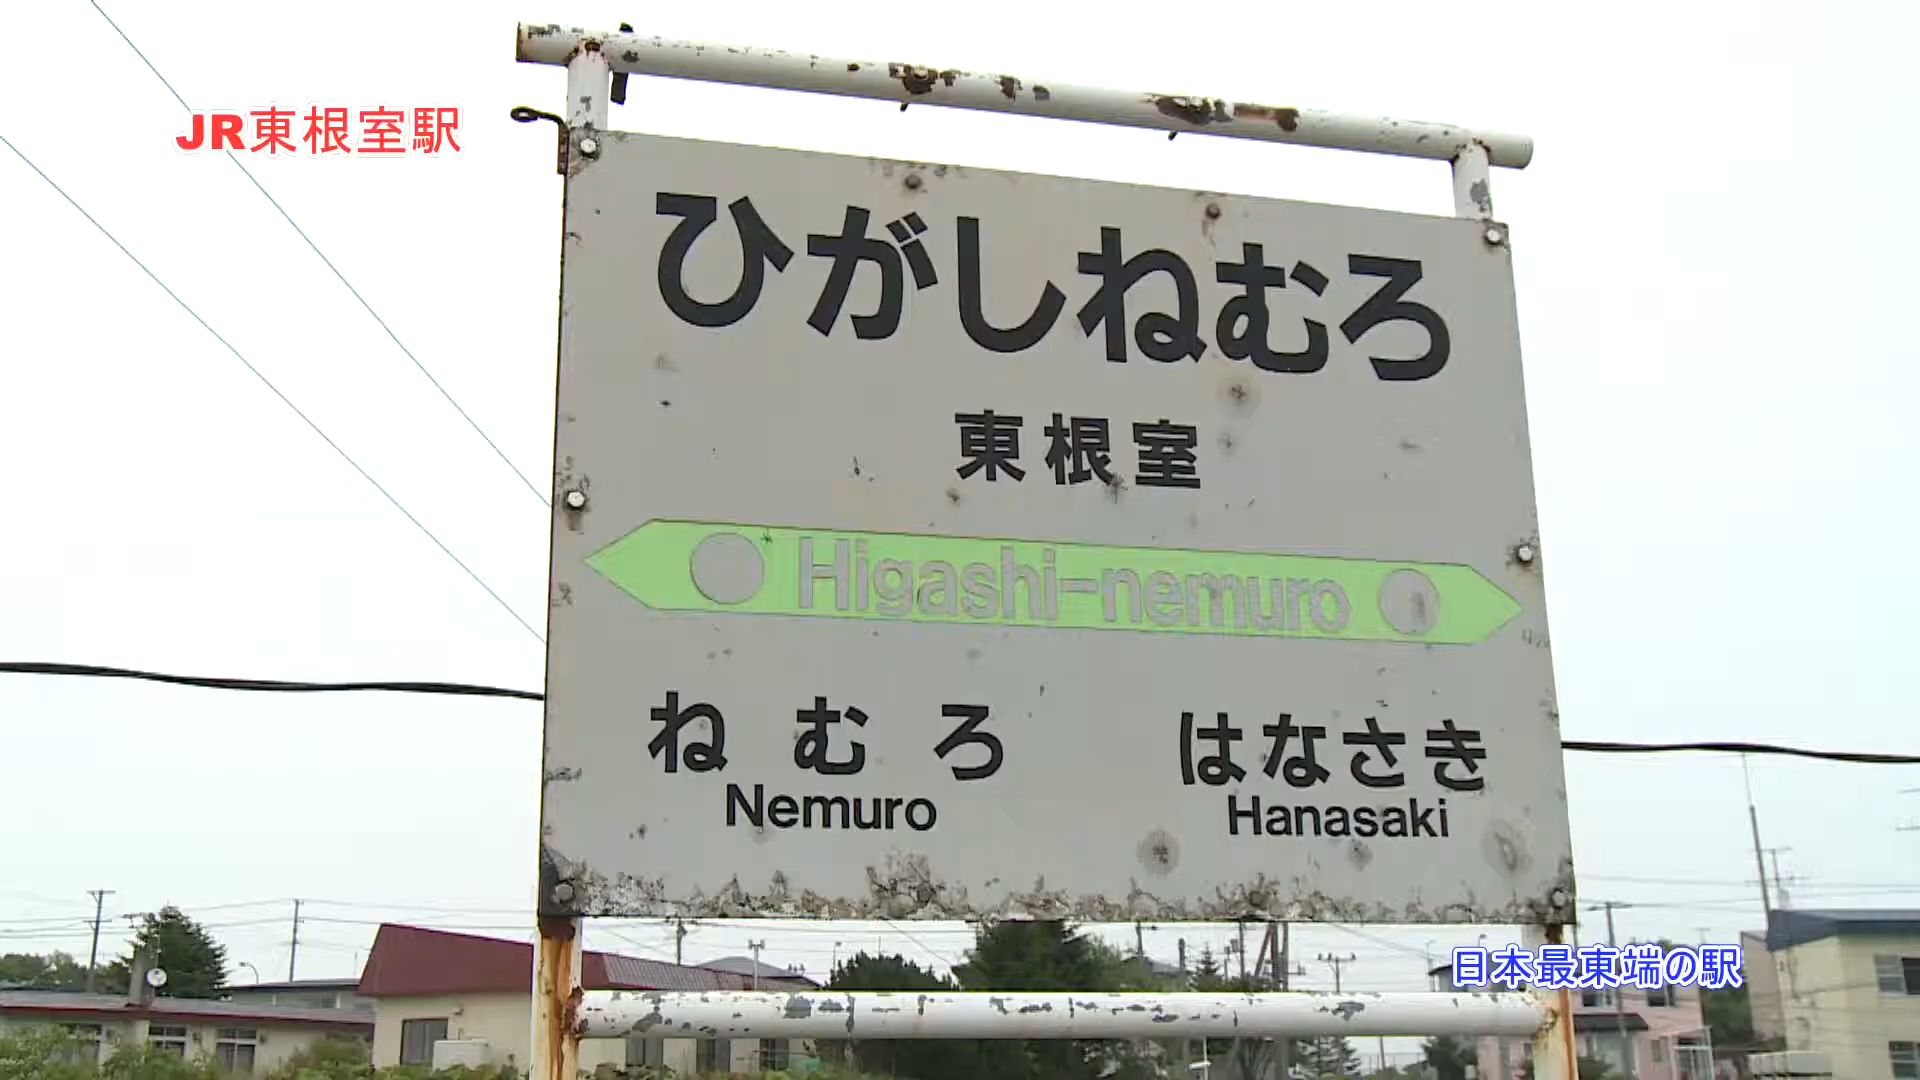 JR東根室駅
ひがしねむろ
東根室
Higashi-nemuro
ねむろ
はなさき
Nemuro
Hanasaki
日本最東端の駅